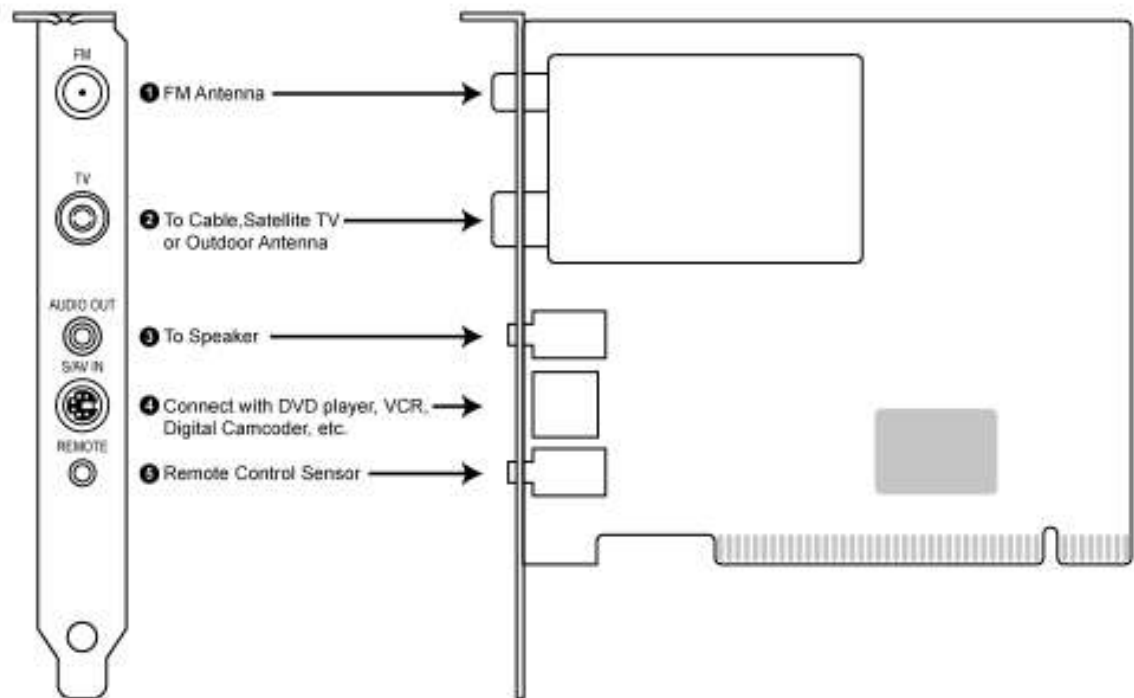 FM
❶ FM Antenna
TV
❷ To Cable,Satellite TV
or Outdoor Antenna
AUDIO OUT
❸ To Speaker
S/AV IN
❹ Connect with DVD player, VCR,
Digital Camcoder, etc.
REMOTE
❺ Remote Control Sensor